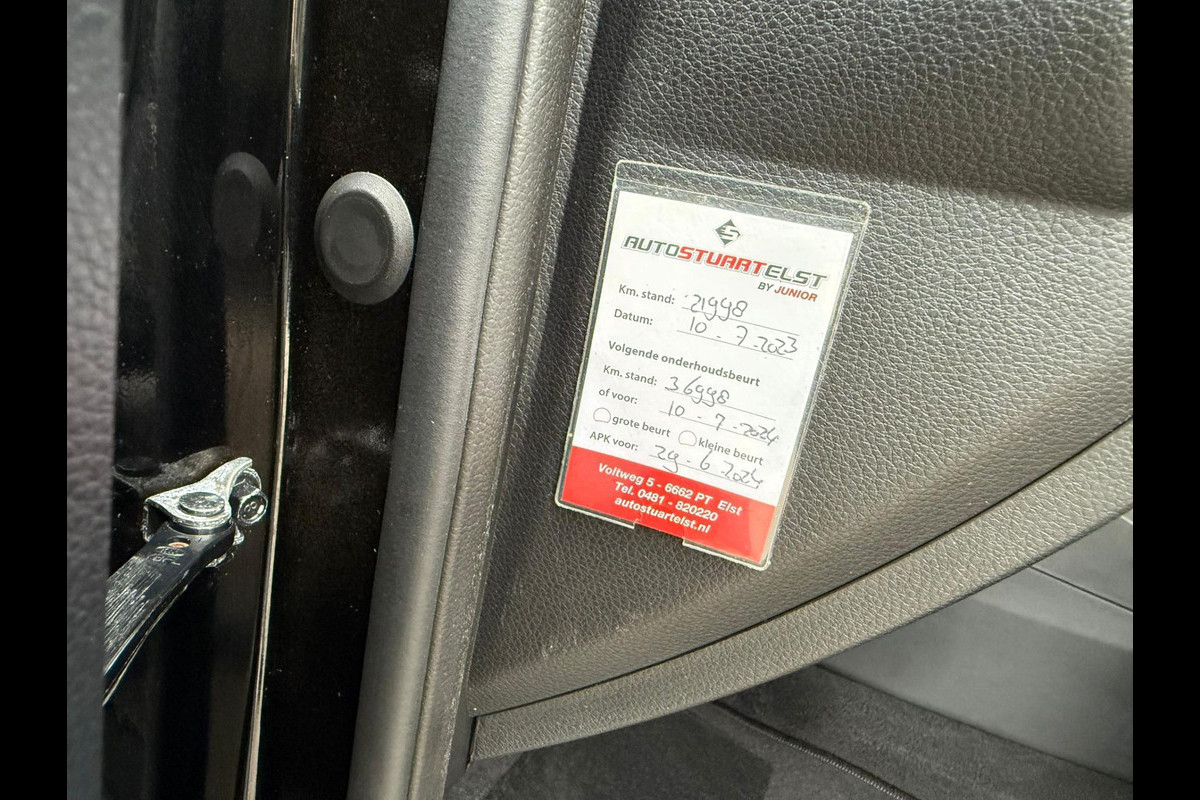 S
AUTOSTUARTELST
BY JUNIOR
Km. stand: 21998
Datum: 10 - 7 - 2023
Volgende onderhoudsbeurt
Km. stand: 36998
of voor: 10 - 7 - 2024
grote beurt kleine beurt
APK voor: 29 - 6 2024
Voltweg 5 - 6662 PT Elst
Tel. 0481 - 820220
autostuartelst.nl